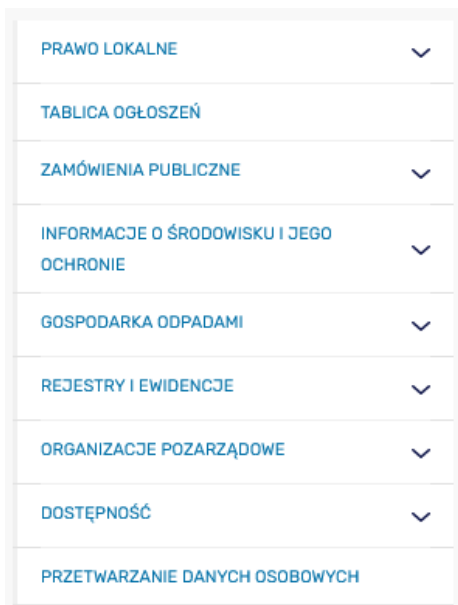 PRAWO LOKALNE
TABLICA OGŁOSZEŃ
ZAMÓWIENIA PUBLICZNE
INFORMACJE O ŚRODOWISKU I JEGO
OCHRONIE
GOSPODARKA ODPADAMI
REJESTRY I EWIDENCJE
ORGANIZACJE POZARZĄDOWE
DOSTĘPNOŚĆ
PRZETWARZANIE DANYCH OSOBOWYCH